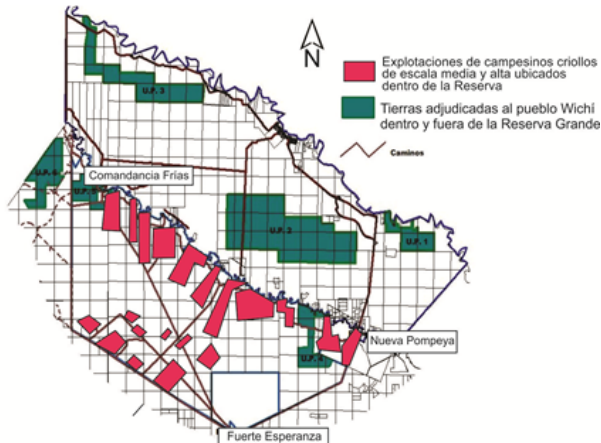 N
Explotaciones de campesinos criollos
de escala media y alta ubicados
dentro de la Reserva
Tierras adjudicadas al pueblo Wichí
dentro y fuera de la Reserva Grande
Caminos
U.P. 3
Comandancia Frías
U.P. 2
U.P. 1
Nueva Pompeya
U.P. 4
Fuerte Esperanza